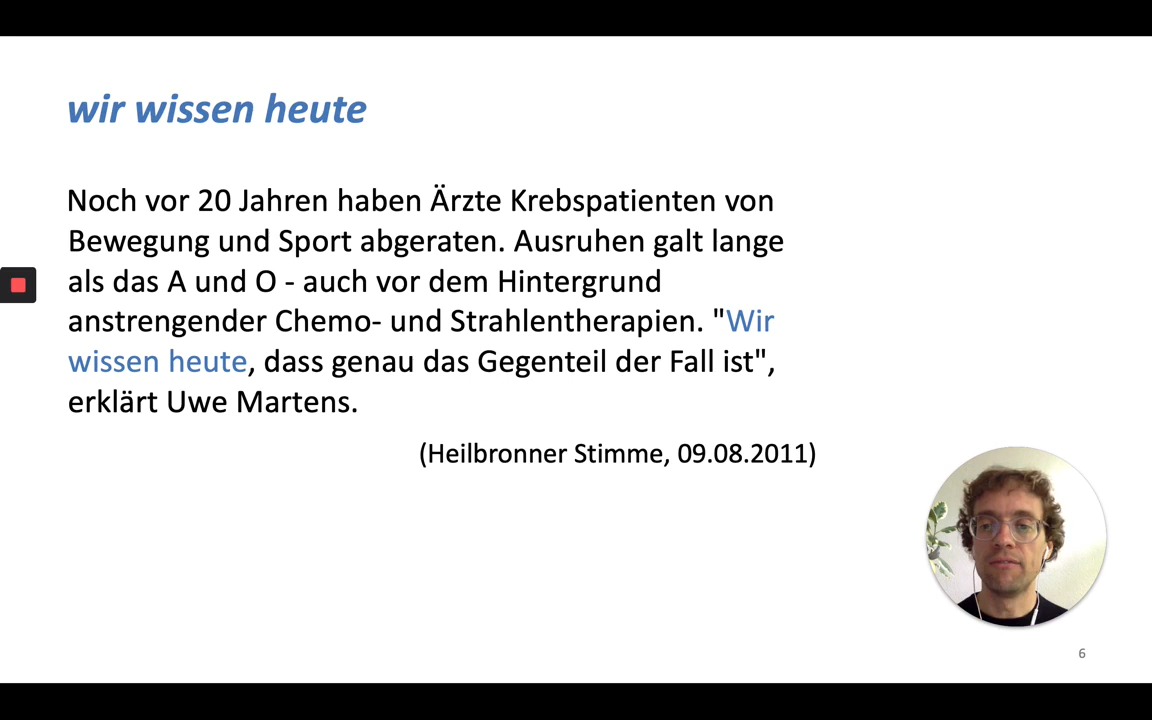 wir wissen heute
Noch vor 20 Jahren haben Ärzte Krebspatienten von
Bewegung und Sport abgeraten. Ausruhen galt lange
als das A und O - auch vor dem Hintergrund
anstrengender Chemo- und Strahlentherapien. "Wir
wissen heute, dass genau das Gegenteil der Fall ist",
erklärt Uwe Martens.
(Heilbronner Stimme, 09.08.2011)
6